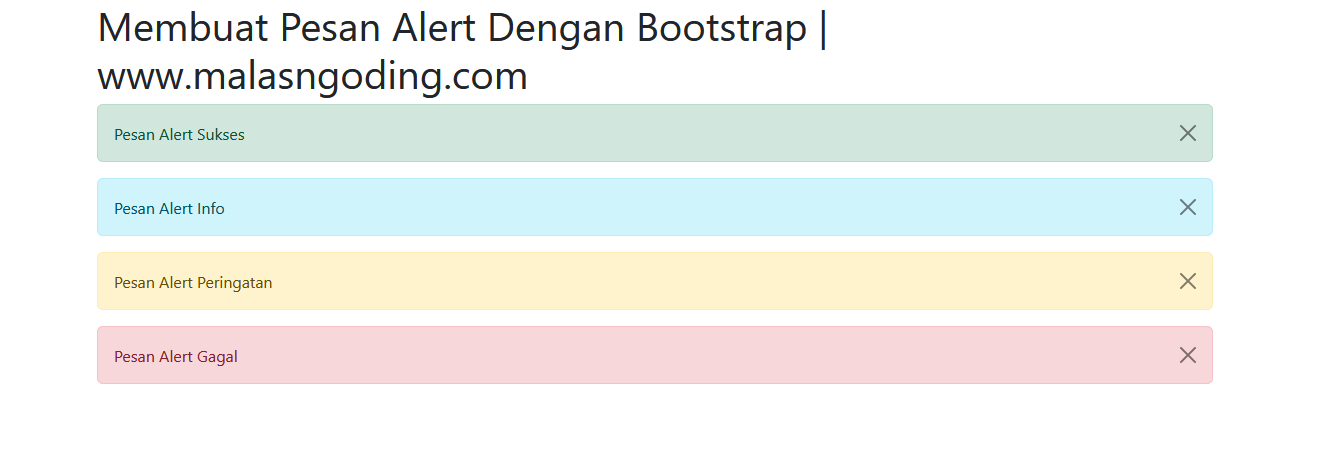 Membuat Pesan Alert Dengan Bootstrap |
www.malasngoding.com
Pesan Alert Sukses
Pesan Alert Info
Pesan Alert Peringatan
Pesan Alert Gagal